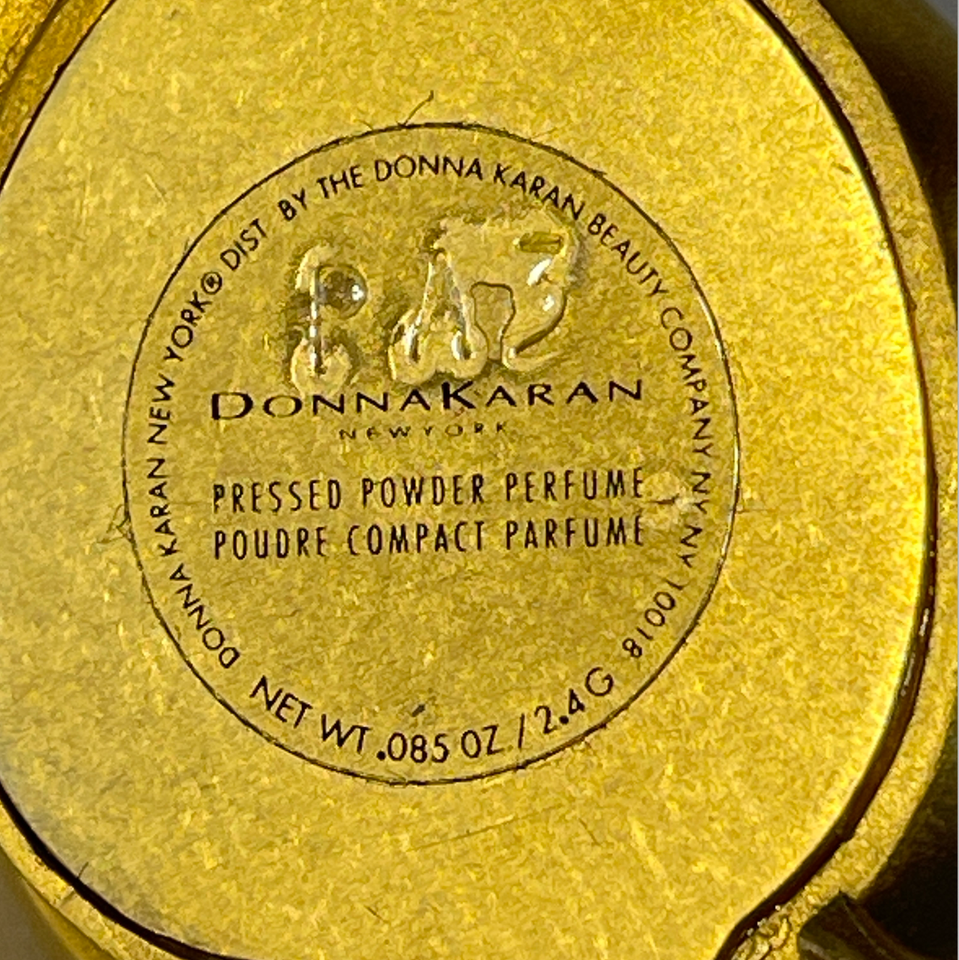 DONNA KARAN NEW YORK® DIST BY THE DONNA KARAN BEAUTY COMPANY NY NY 10018
DONNAKARAN
NEWYORK
PRESSED POWDER PERFUME
POUDRE COMPACT PARFUME
NET WT .085 OZ / 2.4 G